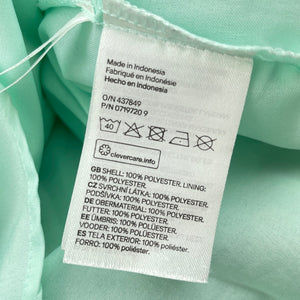 Made in Indonesia
Fabriqué en Indonésie
Hecho en Indonesia
O/N 437849
P/N 0719720 9
40
clevercare.info
GB SHELL: 100% POLYESTER. LINING:
100% POLYESTER.
CZ SVRCHNÍ LÁTKA: 100% POLYESTER.
PODŠÍVKA: 100% POLYESTER.
DE OBERMATERIAL: 100% POLYESTER.
FUTTER: 100% POLYESTER.
EE ÜMBRIS: 100% POLÜESTER.
VOODER: 100% POLÜESTER.
ES TELA EXTERIOR: 100% poliéster.
FORRO: 100% poliéster.